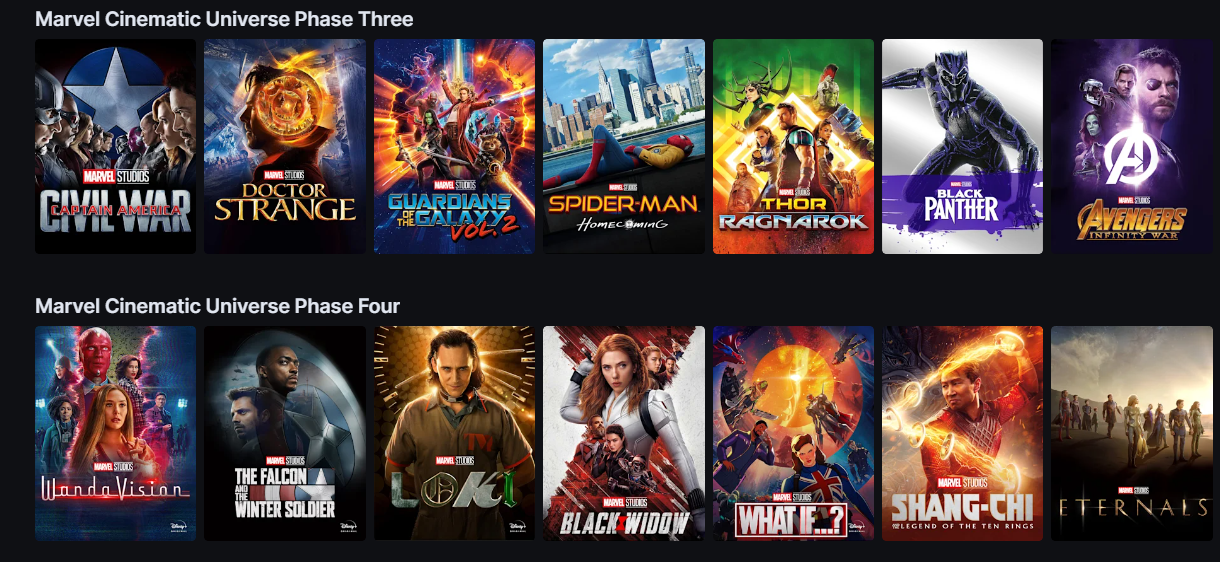 Marvel Cinematic Universe Phase Three
MARVEL STUDIOS
CIVIL WAR
CAPTAIN AMERICA
MARVEL STUDIOS
DOCTOR
STRANGE
MARVEL STUDIOS
GUARDIANS
OF THE GALAXY
VOL. 2
MARVEL STUDIOS
SPIDER-MAN
HOMECOMING
MARVEL STUDIOS
THOR
RAGNAROK
MARVEL STUDIOS
BLACK
PANTHER
MARVEL STUDIOS
AVENGERS
INFINITY WAR
Marvel Cinematic Universe Phase Four
MARVEL STUDIOS
WandaVision
Disney+
MARVEL STUDIOS
THE FALCON
AND THE
WINTER SOLDIER
Disney+
MARVEL STUDIOS
LOKI
Disney+
MARVEL STUDIOS
BLACK WIDOW
MARVEL STUDIOS
WHAT IF...?
Disney+
MARVEL STUDIOS
SHANG-CHI
AND THE LEGEND OF THE TEN RINGS
MARVEL STUDIOS
ETERNALS